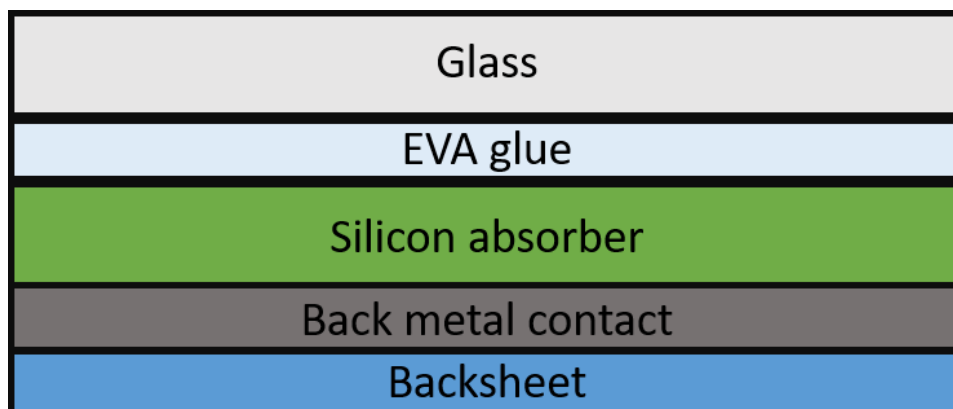 Glass
EVA glue
Silicon absorber
Back metal contact
Backsheet